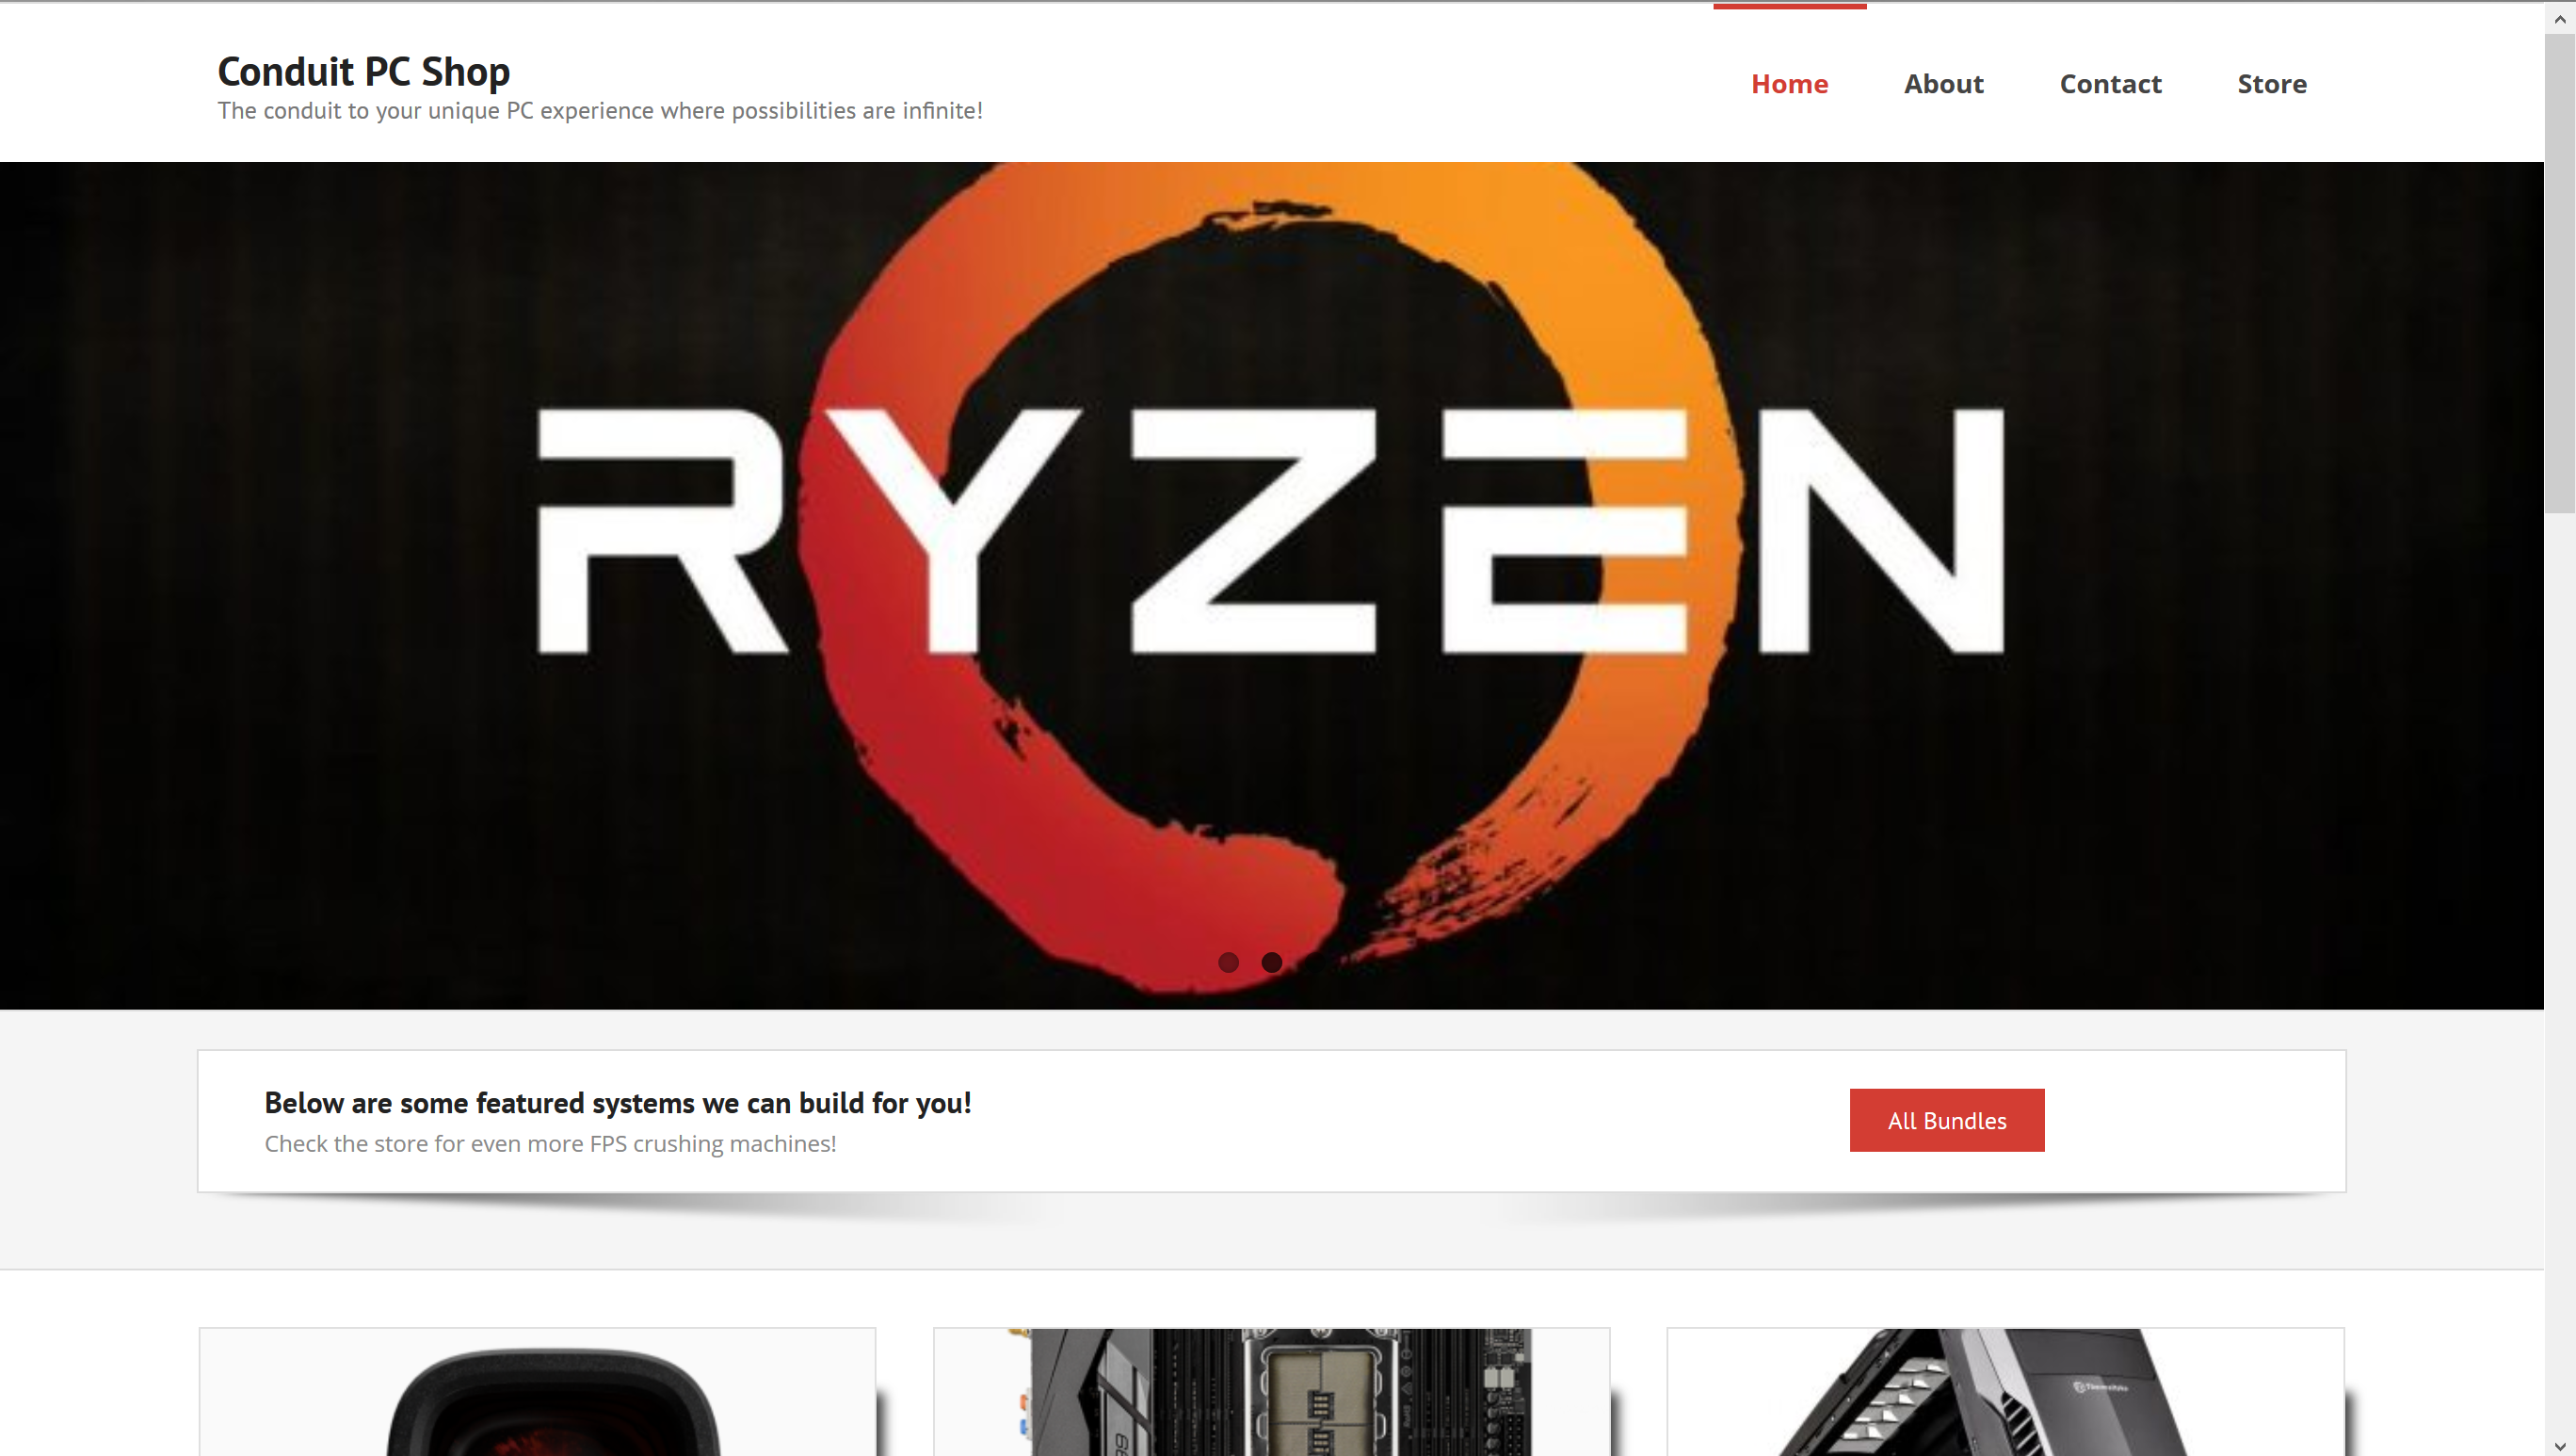 Conduit PC Shop
The conduit to your unique PC experience where possibilities are infinite!
Home
About
Contact
Store
RYZEN
Below are some featured systems we can build for you!
Check the store for even more FPS crushing machines!
All Bundles